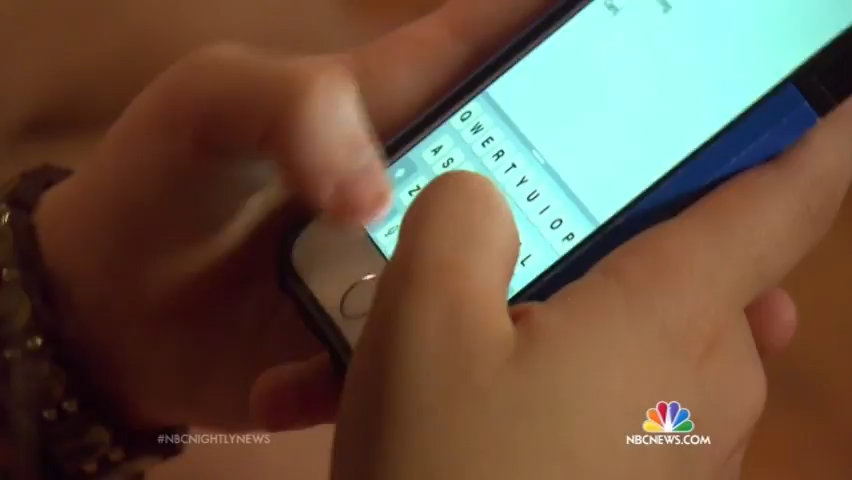 QWERTYUIOP
AS
Z
L
#NBCNIGHTLYNEWS
NBCNEWS.COM